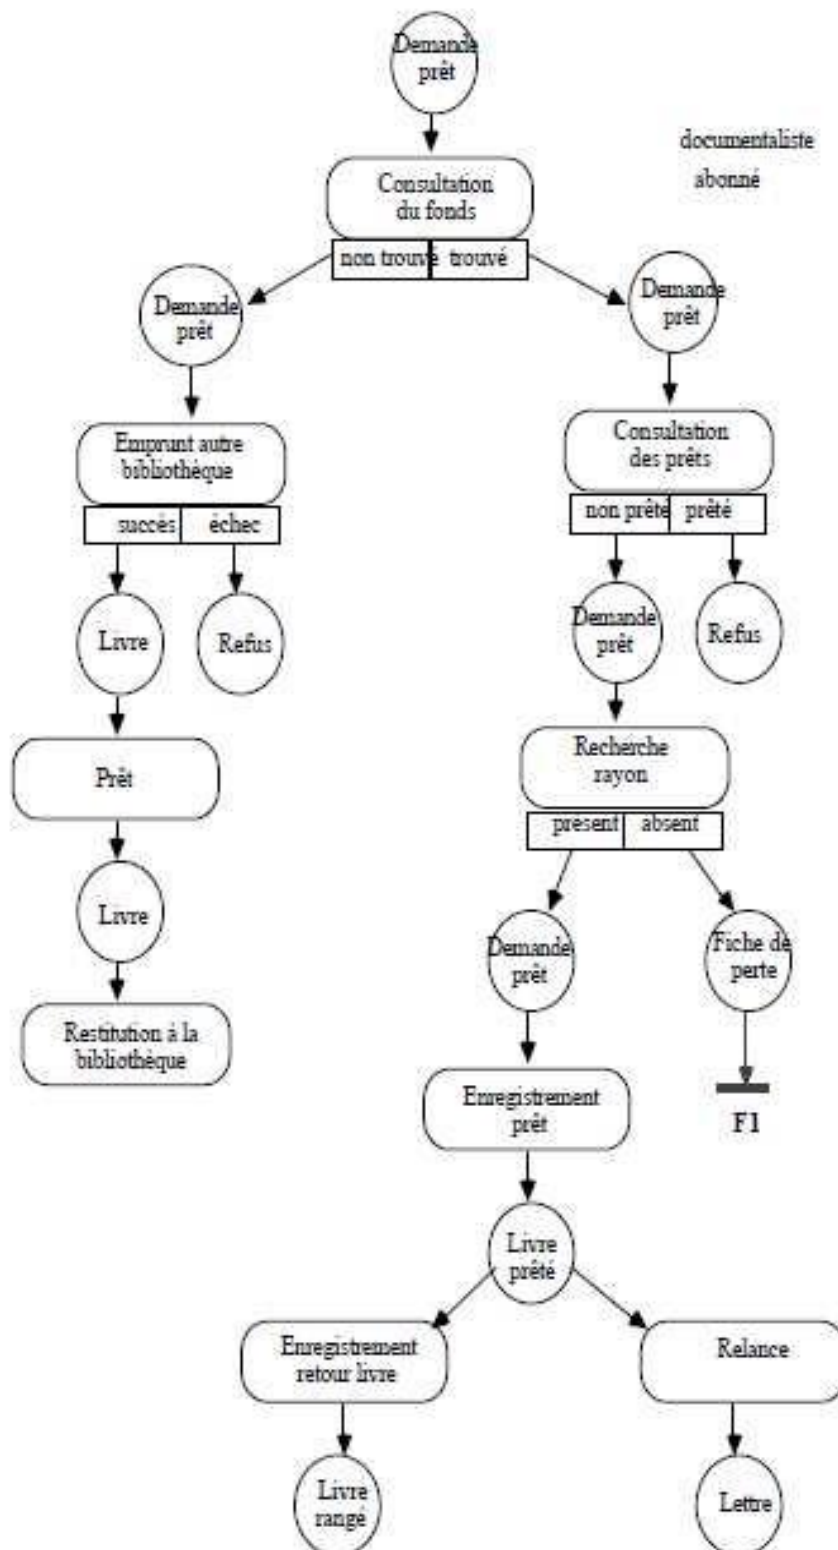 Demande
prêt
documentaliste
abonné
Consultation
du fonds
non trouvé trouvé
Demande
prêt
Demande
prêt
Emprunt autre
bibliothèque
Consultation
des prêts
succès échec
non prêté prêté
Livre
Refus
Demande
prêt
Refus
Prêt
Recherche
rayon
présent absent
Livre
Demande
prêt
Fiche de
perte
Restitution à la
bibliothèque
Enregistrement
prêt
F1
Livre
prêté
Enregistrement
retour livre
Relance
Livre
rangé
Lettre